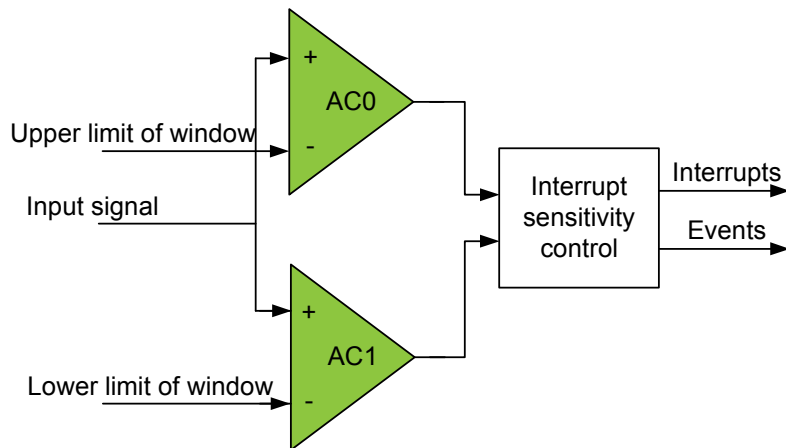 +
AC0
Upper limit of window
-
Input signal
Interrupt
sensitivity
control
Interrupts
Events
+
AC1
Lower limit of window
-